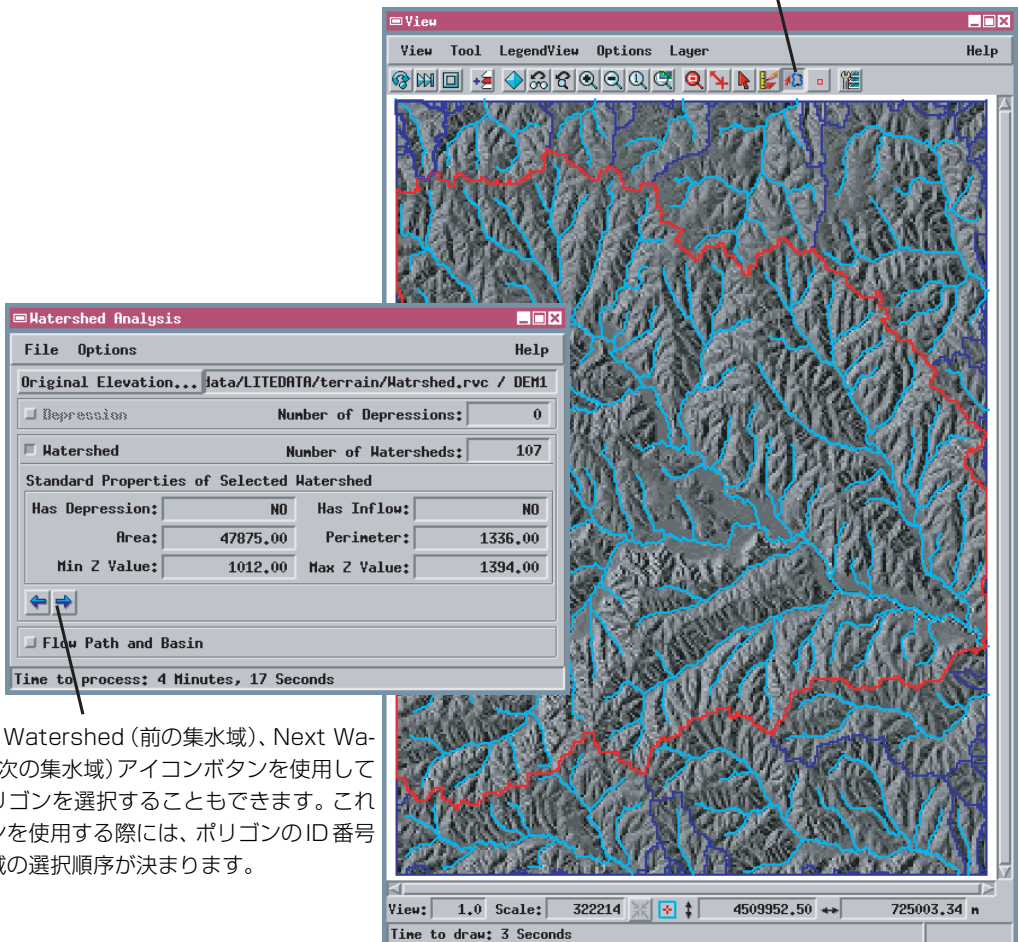 View
View Tool LegendView Options Layer Help
Watershed Analysis
File Options Help
Original Elevation... data/LITEDATA/terrain/Watrshed.rvc / DEM1
Depression Number of Depressions: 0
Watershed Number of Watersheds: 107
Standard Properties of Selected Watershed
Has Depression: NO Has Inflow: NO
Area: 47875.00 Perimeter: 1336.00
Min Z Value: 1012.00 Max Z Value: 1394.00
Flow Path and Basin
Time to process: 4 Minutes, 17 Seconds
Watershed（前の集水域）、Next Wa-
次の集水域）アイコンボタンを使用して
リゴンを選択することもできます。これ
ンを使用する際には、ポリゴンのID番号
域の選択順序が決まります。
View: 1.0 Scale: 322214 4509952.50 725003.34 m
Time to draw: 3 Seconds